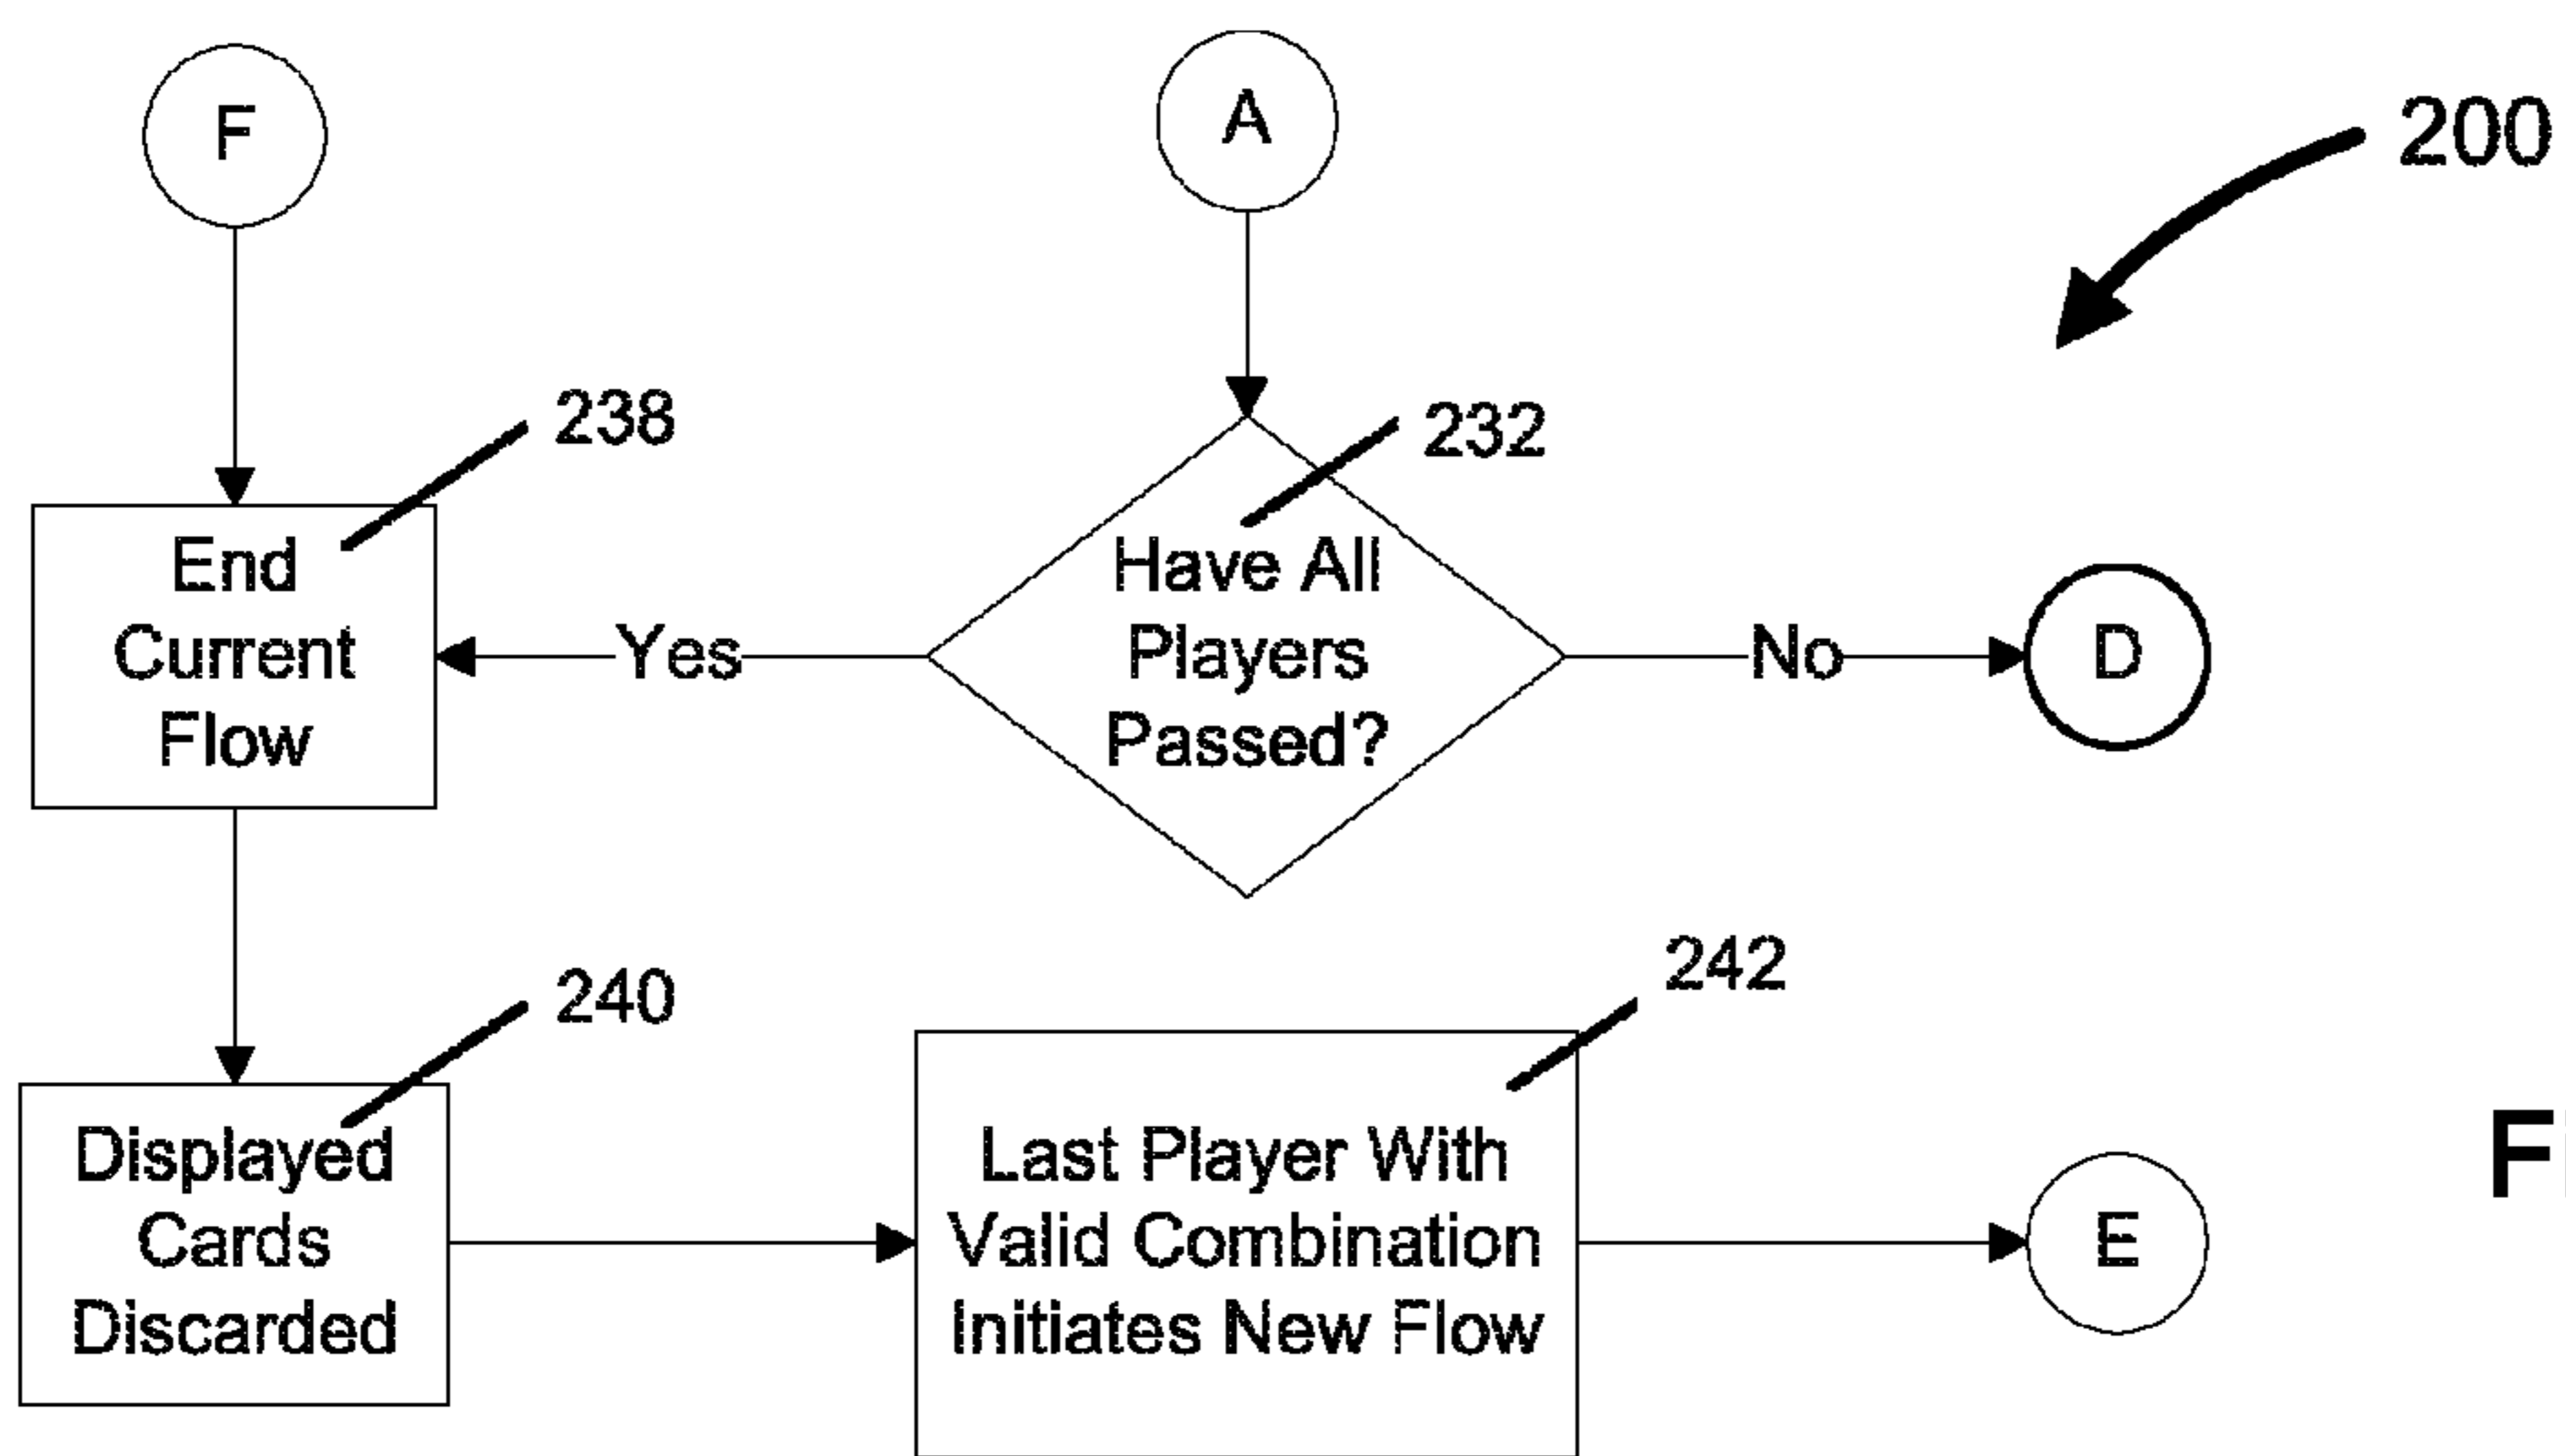 F
A
200
238
232
End
Current
Flow
Yes
Have All
Players
Passed?
No
D
240
242
Displayed
Cards
Discarded
Last Player With
Valid Combination
Initiates New Flow
E